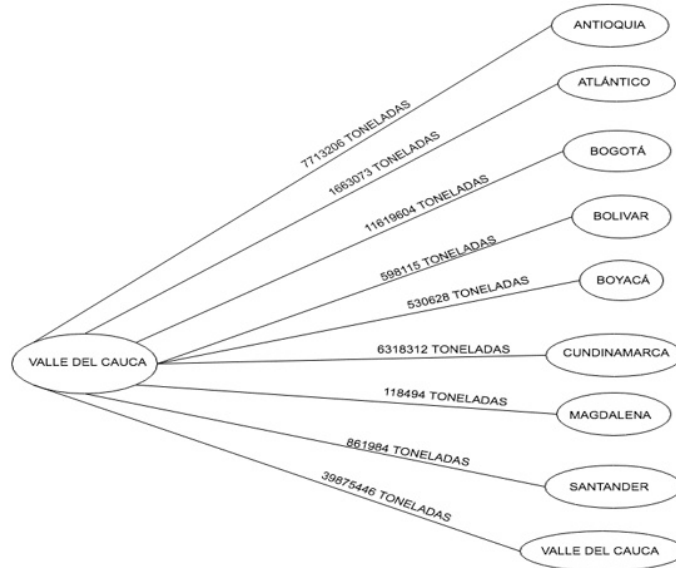 ANTIOQUIA
7713206 TONELADAS
ATLÁNTICO
1663073 TONELADAS
BOGOTÁ
11619604 TONELADAS
BOLIVAR
598115 TONELADAS
BOYACÁ
530628 TONELADAS
VALLE DEL CAUCA
6318312 TONELADAS
CUNDINAMARCA
118494 TONELADAS
MAGDALENA
861984 TONELADAS
SANTANDER
39875446 TONELADAS
VALLE DEL CAUCA